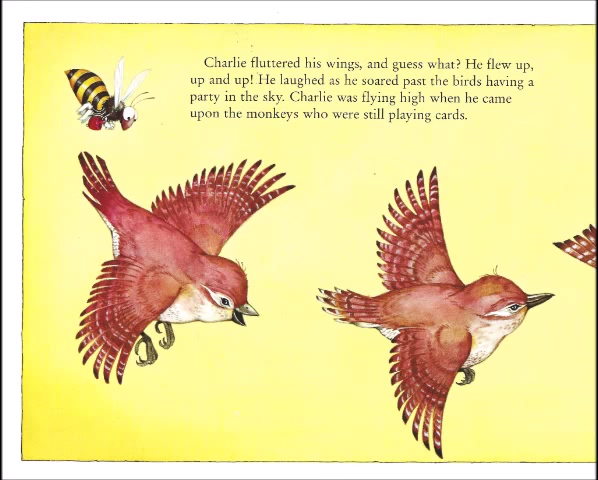 Charlie fluttered his wings, and guess what? He flew up,
up and up! He laughed as he soared past the birds having a
party in the sky. Charlie was flying high when he came
upon the monkeys who were still playing cards.